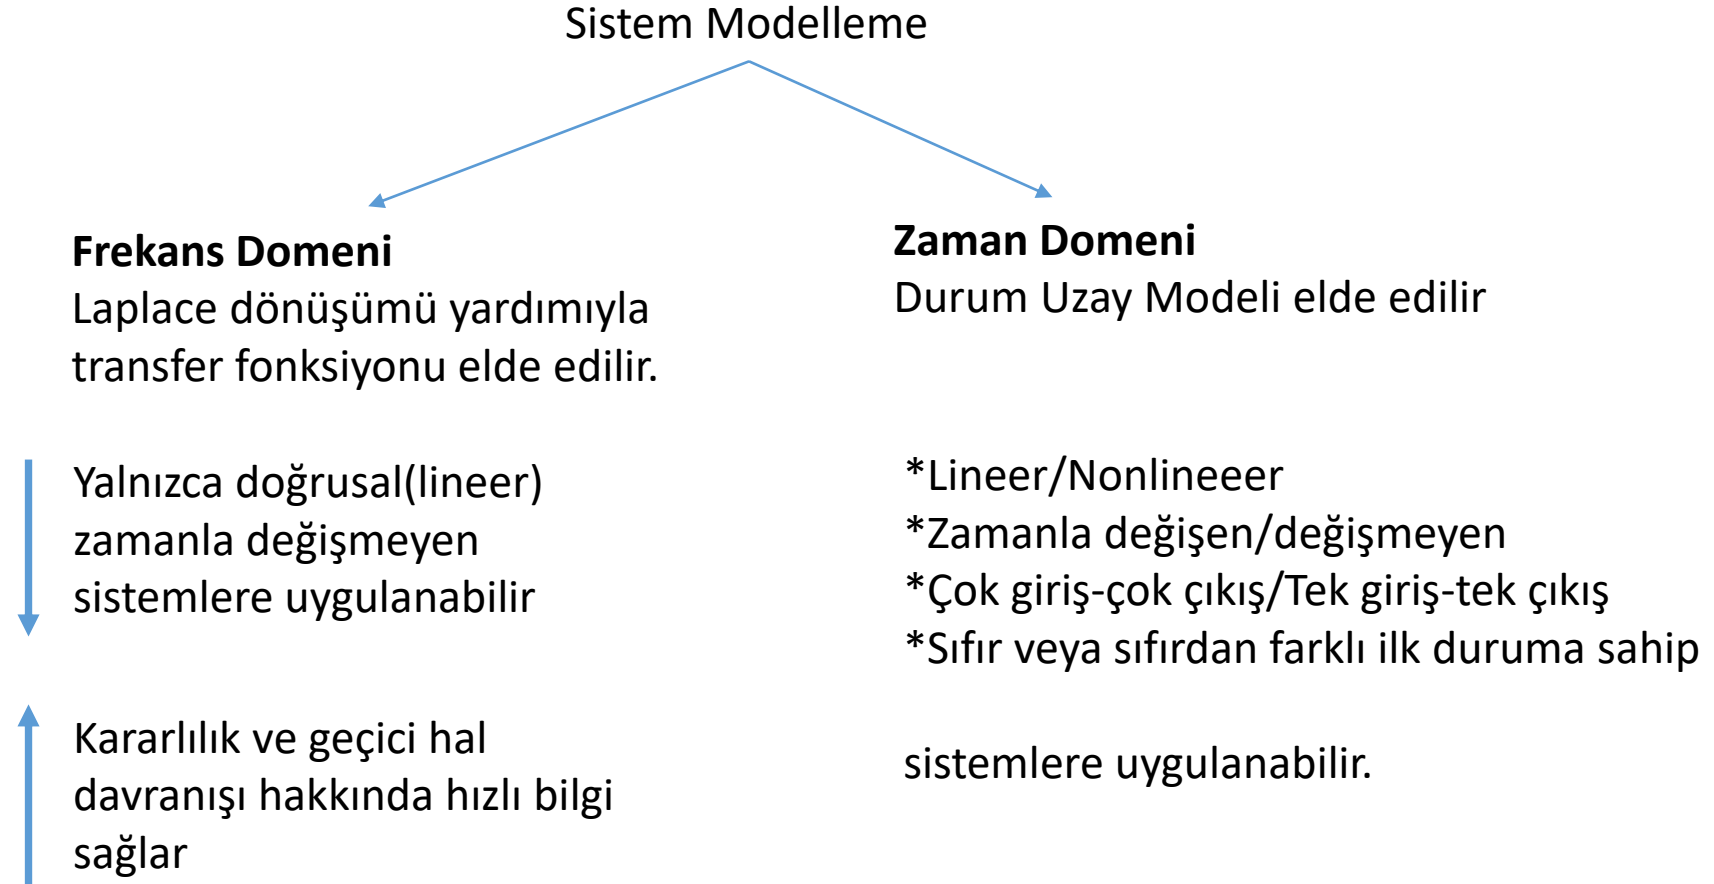 Sistem Modelleme
Frekans Domeni
Laplace dönüşümü yardımıyla
transfer fonksiyonu elde edilir.
Yalnızca doğrusal(lineer)
zamanla değişmeyen
sistemlere uygulanabilir
Kararlılık ve geçici hal
davranışı hakkında hızlı bilgi
sağlar
Zaman Domeni
Durum Uzay Modeli elde edilir
*Lineer/Nonlineeer
*Zamanla değişen/değişmeyen
*Çok giriş-çok çıkış/Tek giriş-tek çıkış
*Sıfır veya sıfırdan farklı ilk duruma sahip
sistemlere uygulanabilir.